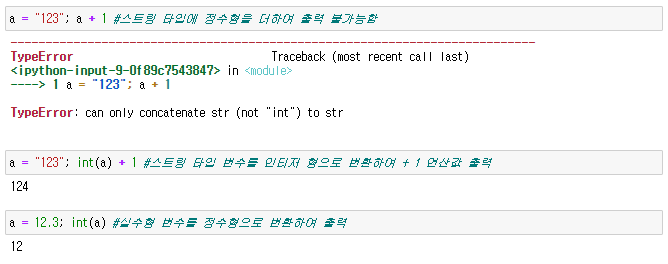 a = "123"; a + 1 #스트링 타입에 정수형을 더하여 출력 불가능함
---------------------------------------------------------------------------
TypeError                                 Traceback (most recent call last)
<ipython-input-9-0f89c7543847> in <module>
----> 1 a = "123"; a + 1
TypeError: can only concatenate str (not "int") to str
a = "123"; int(a) + 1 #스트링 타입 변수를 인티저 형으로 변환하여 + 1 연산값 출력
124
a = 12.3; int(a) #실수형 변수를 정수형으로 변환하여 출력
12